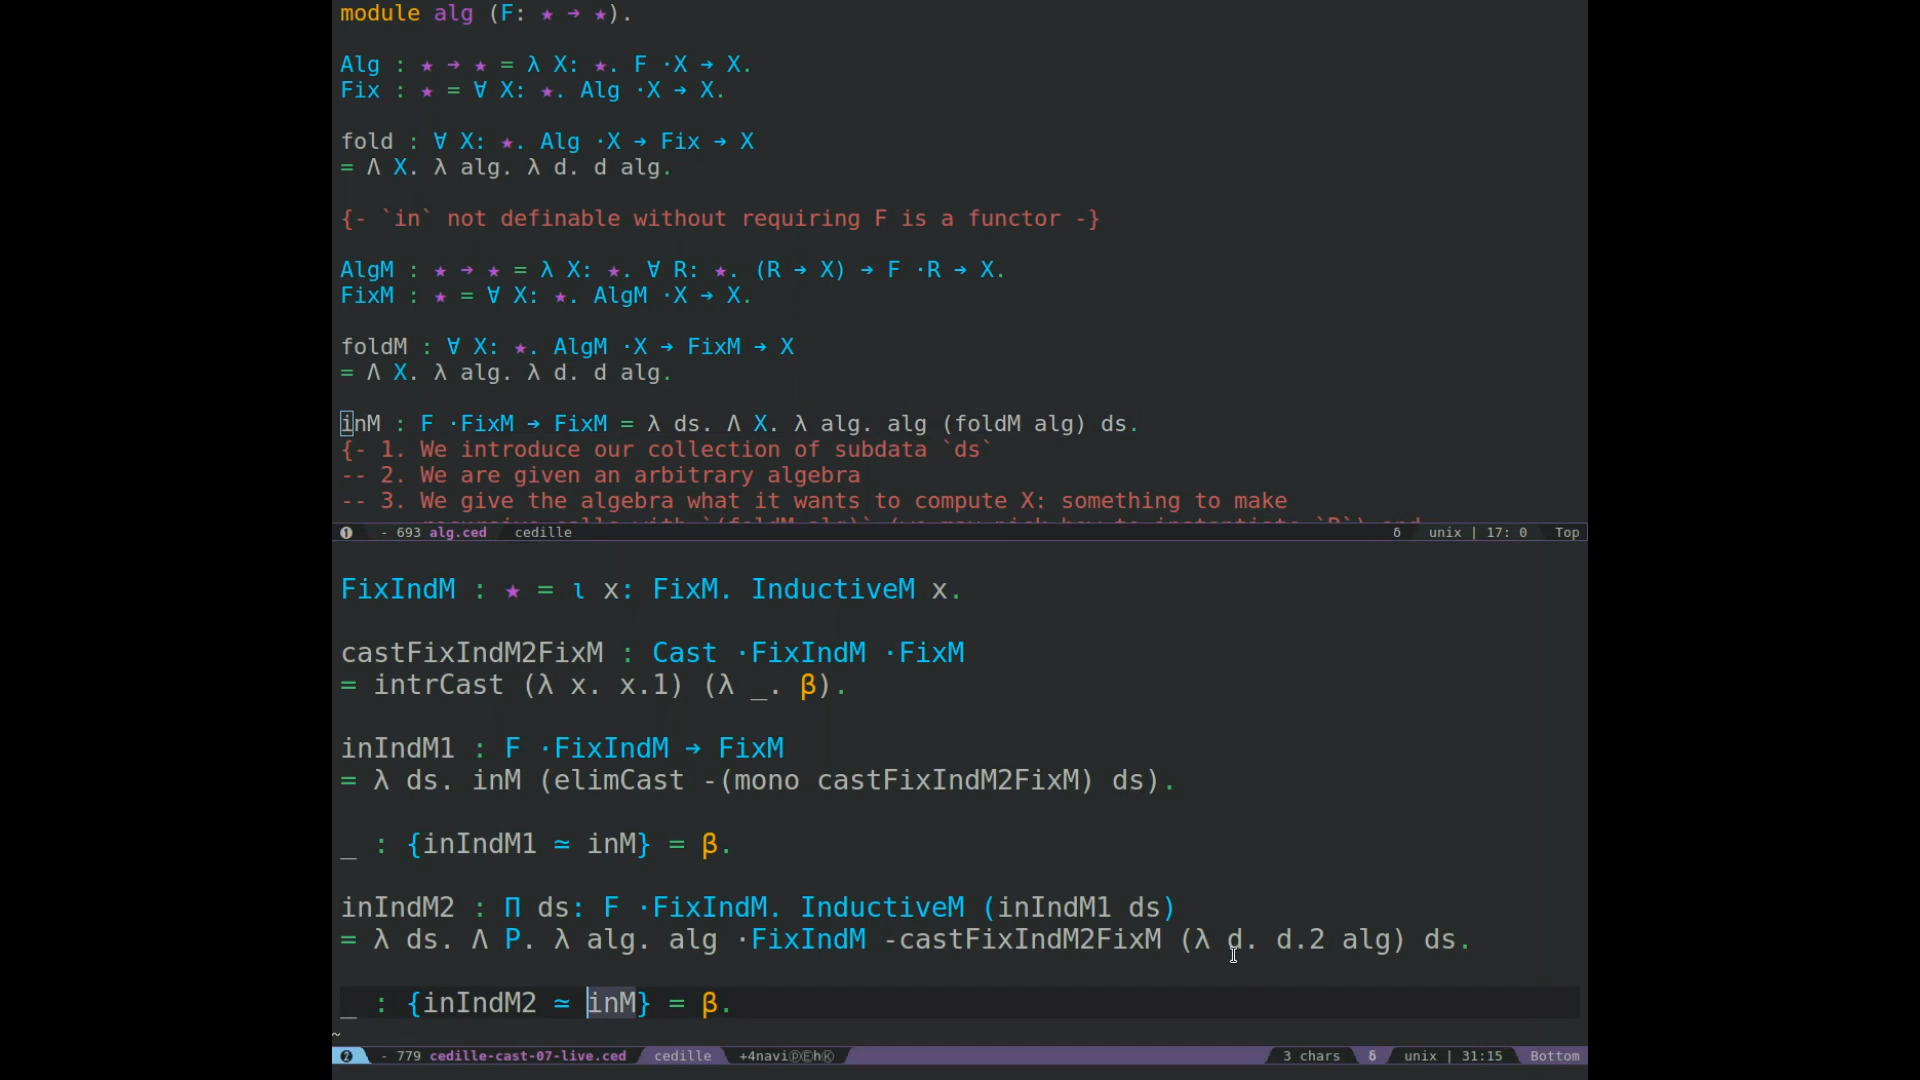 module alg (F: ★ ➔ ★).
Alg : ★ ➔ ★ = λ X: ★. F ·X ➔ X.
Fix : ★ = ∀ X: ★. Alg ·X ➔ X.
fold : ∀ X: ★. Alg ·X ➔ Fix ➔ X
= Λ X. λ alg. λ d. d alg.
{- `in` not definable without requiring F is a functor -}
AlgM : ★ ➔ ★ = λ X: ★. ∀ R: ★. (R ➔ X) ➔ F ·R ➔ X.
FixM : ★ = ∀ X: ★. AlgM ·X ➔ X.
foldM : ∀ X: ★. AlgM ·X ➔ FixM ➔ X
= Λ X. λ alg. λ d. d alg.
inM : F ·FixM ➔ FixM = λ ds. Λ X. λ alg. alg (foldM alg) ds.
{- 1. We introduce our collection of subdata `ds`
-- 2. We are given an arbitrary algebra
-- 3. We give the algebra what it wants to compute X: something to make
❶ - 693 alg.ced cedille δ unix | 17: 0 Top
FixIndM : ★ = ι x: FixM. InductiveM x.
castFixIndM2FixM : Cast ·FixIndM ·FixM
= intrCast (λ x. x.1) (λ _. β).
inIndM1 : F ·FixIndM ➔ FixM
= λ ds. inM (elimCast -(mono castFixIndM2FixM) ds).
_ : {inIndM1 ≃ inM} = β.
inIndM2 : Π ds: F ·FixIndM. InductiveM (inIndM1 ds)
= λ ds. Λ P. λ alg. alg ·FixIndM -castFixIndM2FixM (λ d. d.2 alg) ds.
_ : {inIndM2 ≃ inM} = β.
~
❷ - 779 cedille-cast-07-live.ced cedille +4naviⓟⒺhⓀ 3 chars δ unix | 31:15 Bottom